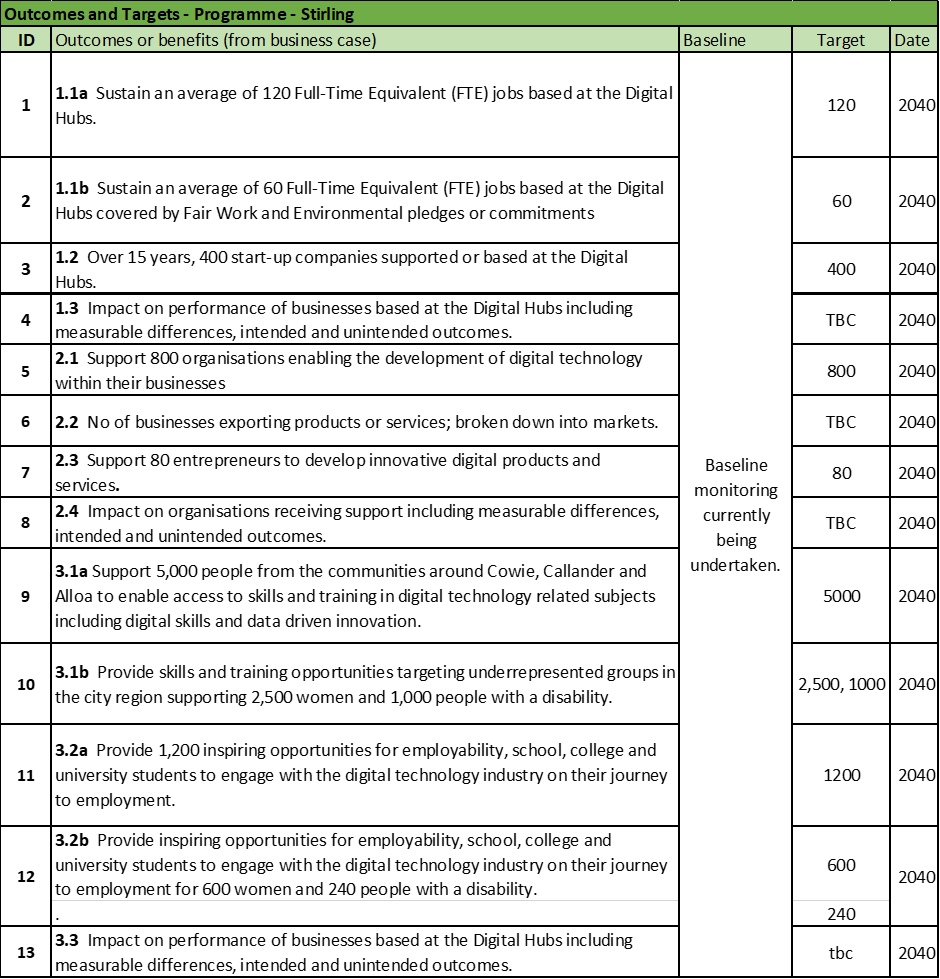 Outcomes and Targets - Programme - Stirling
ID Outcomes or benefits (from business case) Baseline Target Date
1 1.1a Sustain an average of 120 Full-Time Equivalent (FTE) jobs based at the Digital
Hubs. 120 2040
2 1.1b Sustain an average of 60 Full-Time Equivalent (FTE) jobs based at the Digital
Hubs covered by Fair Work and Environmental pledges or commitments 60 2040
3 1.2 Over 15 years, 400 start-up companies supported or based at the Digital
Hubs. 400 2040
4 1.3 Impact on performance of businesses based at the Digital Hubs including
measurable differences, intended and unintended outcomes. TBC 2040
5 2.1 Support 800 organisations enabling the development of digital technology
within their businesses 800 2040
6 2.2 No of businesses exporting products or services; broken down into markets. TBC 2040
7 2.3 Support 80 entrepreneurs to develop innovative digital products and
services. 80 2040
8 2.4 Impact on organisations receiving support including measurable differences,
intended and unintended outcomes. TBC 2040
Baseline
monitoring
currently
being
undertaken.
9 3.1a Support 5,000 people from the communities around Cowie, Callander and
Alloa to enable access to skills and training in digital technology related subjects
including digital skills and data driven innovation. 5000 2040
10 3.1b Provide skills and training opportunities targeting underrepresented groups in
the city region supporting 2,500 women and 1,000 people with a disability. 2,500, 1000 2040
11 3.2a Provide 1,200 inspiring opportunities for employability, school, college and
university students to engage with the digital technology industry on their journey
to employment. 1200 2040
12 3.2b Provide inspiring opportunities for employability, school, college and
university students to engage with the digital technology industry on their journey
to employment for 600 women and 240 people with a disability. 600 2040
. 240
13 3.3 Impact on performance of businesses based at the Digital Hubs including
measurable differences, intended and unintended outcomes. tbc 2040